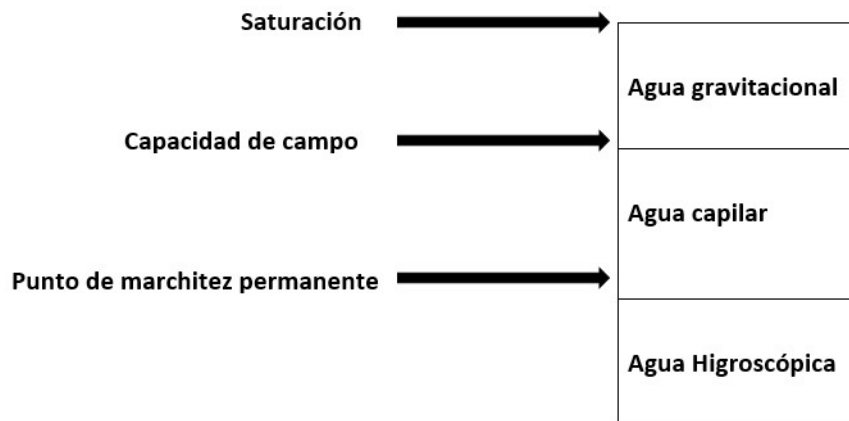 Saturación
Agua gravitacional
Capacidad de campo
Agua capilar
Punto de marchitez permanente
Agua Higroscópica